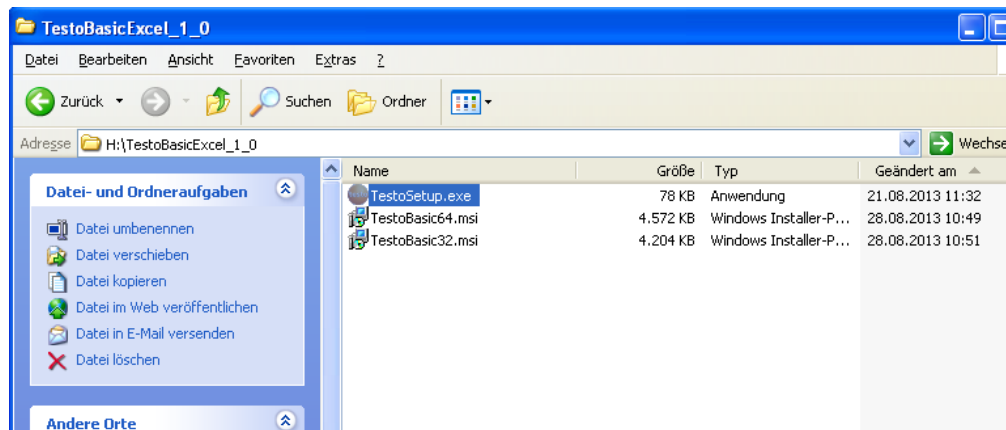 TestoBasicExcel_1_0
Datei Bearbeiten Ansicht Favoriten Extras ?
Zurück Suchen Ordner
Adresse H:\TestoBasicExcel_1_0 Wechse
Datei- und Ordneraufgaben
Datei umbenennen
Datei verschieben
Datei kopieren
Datei im Web veröffentlichen
Datei in E-Mail versenden
Datei löschen
Andere Orte
Name Größe Typ Geändert am
TestoSetup.exe 78 KB Anwendung 21.08.2013 11:32
TestoBasic64.msi 4.572 KB Windows Installer-P... 28.08.2013 10:49
TestoBasic32.msi 4.204 KB Windows Installer-P... 28.08.2013 10:51